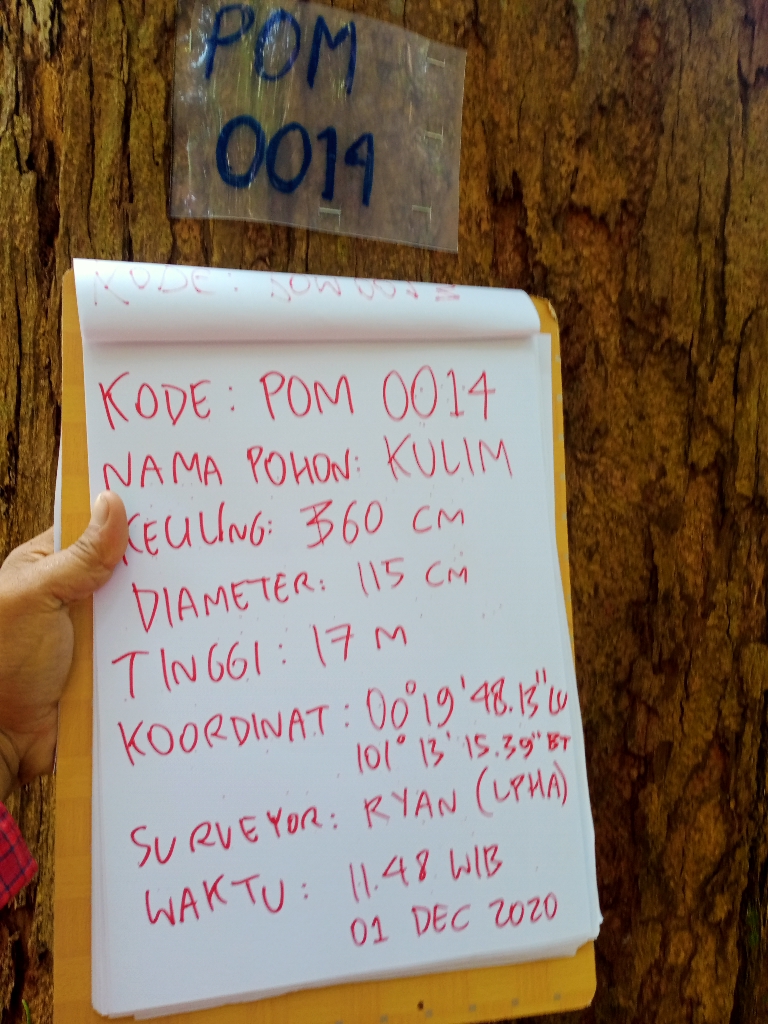 POM
0014
KODE :
KODE : POM 0014
NAMA POHON: KULIM
KELILING: 360 CM
DIAMETER: 115 CM
TINGGI : 17 M
KOORDINAT : 00° 19' 48.13" LU
101° 13' 15.39" BT
SURVEYOR: RYAN (LPHA)
WAKTU : 11.48 WIB
01 DEC 2020